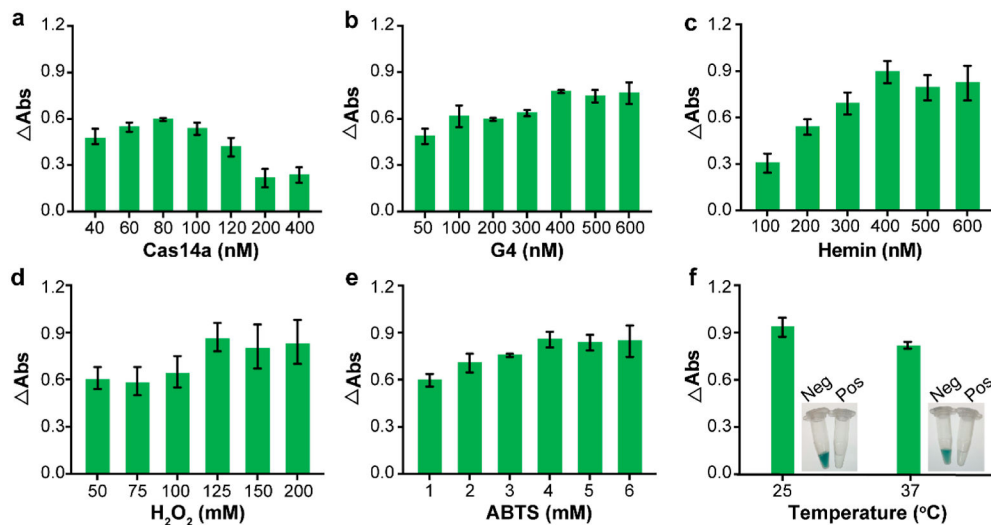 a
1.2
0.9
0.6
0.3
0.0
△Abs
40 60 80 100 120 200 400
Cas14a (nM)
b
1.2
0.9
0.6
0.3
0.0
△Abs
50 100 200 300 400 500 600
G4 (nM)
c
1.2
0.9
0.6
0.3
0.0
△Abs
100 200 300 400 500 600
Hemin (nM)
d
1.2
0.9
0.6
0.3
0.0
△Abs
50 75 100 125 150 200
H₂O₂ (mM)
e
1.2
0.9
0.6
0.3
0.0
△Abs
1 2 3 4 5 6
ABTS (mM)
f
1.2
0.9
0.6
0.3
0.0
△Abs
Neg Pos
Neg Pos
25 37
Temperature (°C)